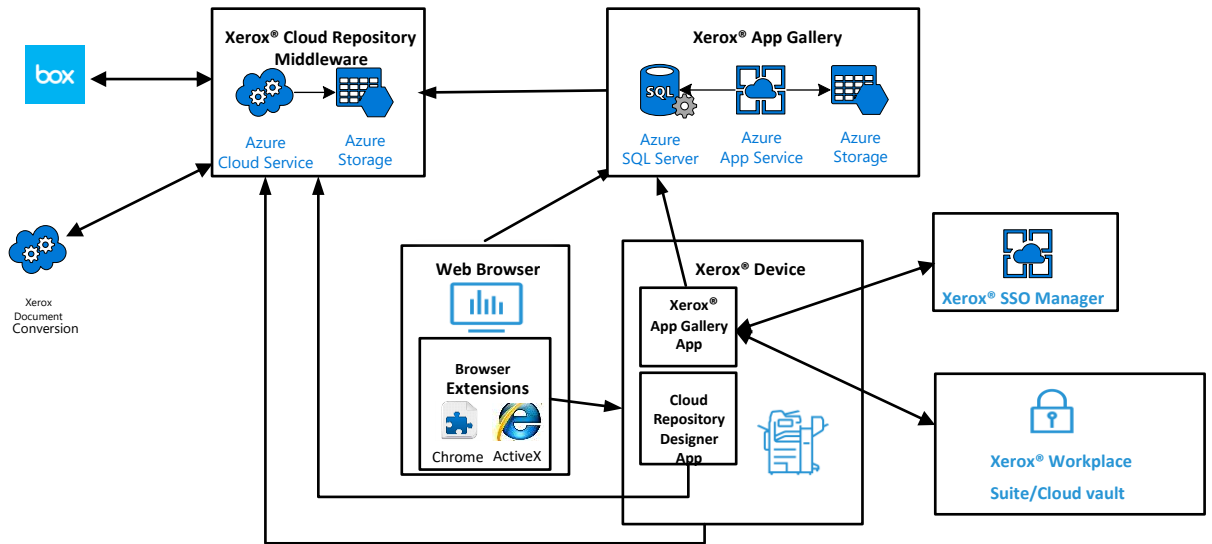 Xerox® Cloud Repository
Middleware
Azure
Cloud Service
Azure
Storage
Xerox® App Gallery
SQL
Azure
SQL Server
Azure
App Service
Azure
Storage
box
Xerox
Document
Conversion
Web Browser
Browser
Extensions
Chrome
ActiveX
Xerox® Device
Xerox®
App Gallery
App
Cloud
Repository
Designer
App
Xerox® SSO Manager
Xerox® Workplace
Suite/Cloud vault